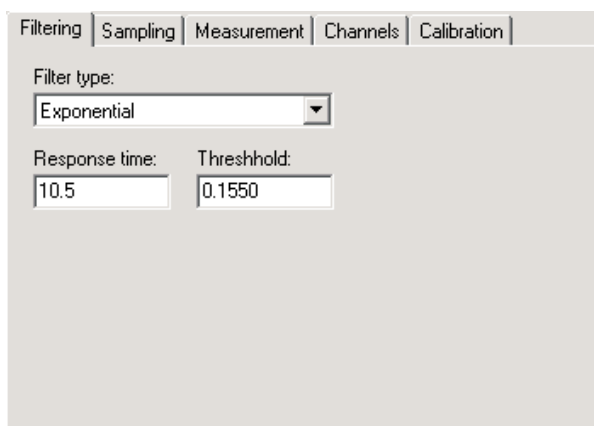 Filtering Sampling Measurement Channels Calibration
Filter type:
Exponential
Response time: Threshhold:
10.5 0.1550